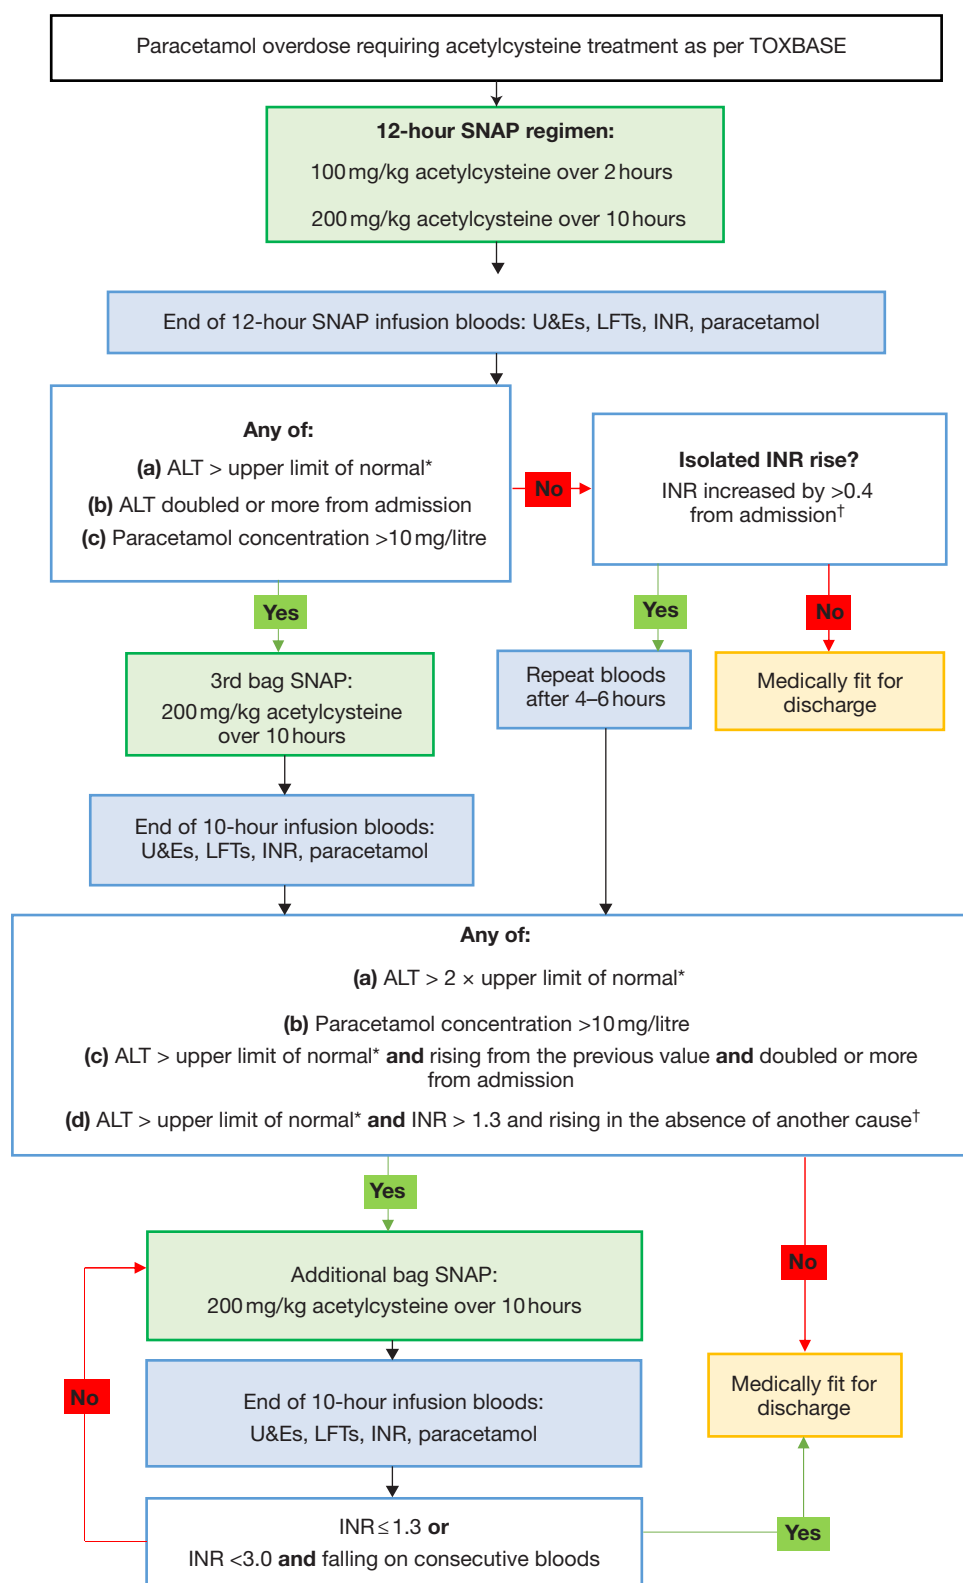 Paracetamol overdose requiring acetylcysteine treatment as per TOXBASE
12-hour SNAP regimen:
100 mg/kg acetylcysteine over 2 hours
200 mg/kg acetylcysteine over 10 hours
End of 12-hour SNAP infusion bloods: U&Es, LFTs, INR, paracetamol
Any of:
(a) ALT > upper limit of normal*
(b) ALT doubled or more from admission
(c) Paracetamol concentration >10 mg/litre
No
Isolated INR rise?
INR increased by >0.4
from admission†
Yes
Yes
No
3rd bag SNAP:
200 mg/kg acetylcysteine
over 10 hours
Repeat bloods
after 4–6 hours
Medically fit for
discharge
End of 10-hour infusion bloods:
U&Es, LFTs, INR, paracetamol
Any of:
(a) ALT > 2 × upper limit of normal*
(b) Paracetamol concentration >10 mg/litre
(c) ALT > upper limit of normal* and rising from the previous value and doubled or more
from admission
(d) ALT > upper limit of normal* and INR > 1.3 and rising in the absence of another cause†
Yes
No
Additional bag SNAP:
200 mg/kg acetylcysteine over 10 hours
No
End of 10-hour infusion bloods:
U&Es, LFTs, INR, paracetamol
Medically fit for
discharge
INR ≤ 1.3 or
INR <3.0 and falling on consecutive bloods
Yes